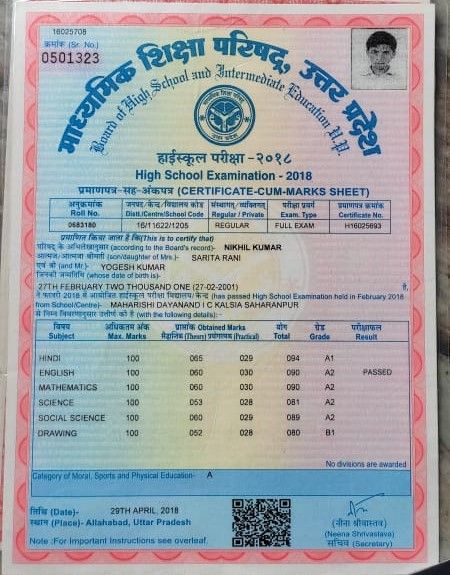 16025708
क्रमांक (Sr. No.)
0501323
माध्यमिक शिक्षा परिषद्, उत्तर प्रदेश
Board of High School and Intermediate Education U.P.
हाईस्कूल परीक्षा - २०१८
High School Examination - 2018
प्रमाणपत्र-सह-अंकपत्र (CERTIFICATE-CUM-MARKS SHEET)
अनुक्रमांक जनपद/केन्द्र/विद्यालय कोड संस्थागत/व्यक्तिगत परीक्षा प्रकार प्रमाणपत्र क्रमांक
Roll No. Distt./Centre/School Code Regular / Private Exam. Type Certificate No.
0683180 16/11622/1205 REGULAR FULL EXAM H16025693
प्रमाणित किया जाता है कि(This is to certify that)
परिषद के अभिलेखानुसार (according to the Board's record)- NIKHIL KUMAR
आत्मज/आत्मजा श्रीमती (son/daughter of Mrs.)- SARITA RANI
एवं श्री (and Mr.)- YOGESH KUMAR
जिनकी जन्मतिथि (whose date of birth is)-
27TH FEBRUARY TWO THOUSAND ONE (27-02-2001) है,
ने फरवरी 2018 में आयोजित हाईस्कूल परीक्षा विद्यालय/केन्द्र (has passed High School Examination held in February 2018
from School/Centre)- MAHARISHI DAYANAND I C KALSIA SAHARANPUR
से निम्न विवरणानुसार उत्तीर्ण की है (with the following details):-
विषय अधिकतम अंक प्राप्तांक Obtained Marks योग ग्रेड परीक्षाफल
Subject Max. Marks सैद्धान्तिक (Theory) प्रयोगात्मक (Practical) Total Grade Result
HINDI 100 065 029 094 A1
ENGLISH 100 060 030 090 A2 PASSED
MATHEMATICS 100 060 030 090 A2
SCIENCE 100 053 028 081 A2
SOCIAL SCIENCE 100 060 029 089 A2
DRAWING 100 052 028 080 B1
No divisions are awarded
Category of Moral, Sports and Physical Education- A
तिथि (Date)- 29TH APRIL, 2018
स्थान (Place)- Allahabad, Uttar Pradesh
(नीना श्रीवास्तव)
(Neena Shrivastava)
सचिव (Secretary)
Note :For Important Instructions see overleaf.